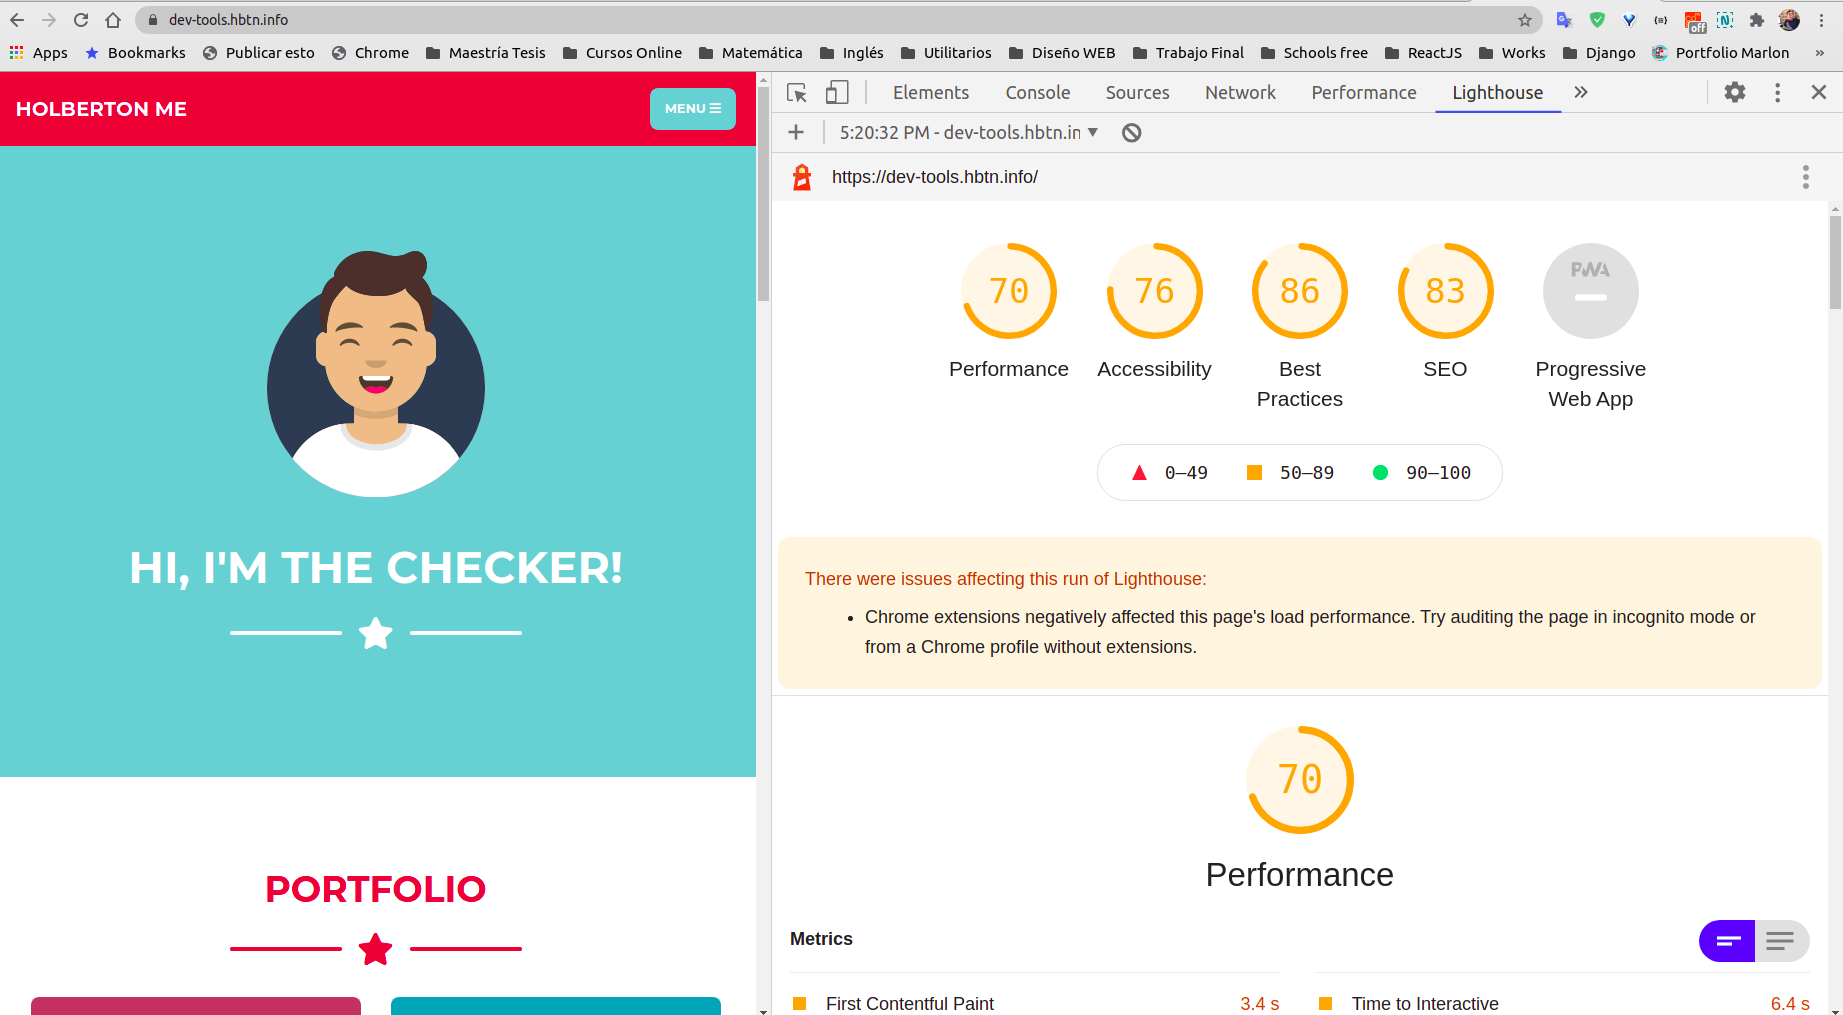 dev-tools.hbtn.info
off
Apps Bookmarks Publicar esto Chrome Maestría Tesis Cursos Online Matemática Inglés Utilitarios Diseño WEB Trabajo Final Schools free ReactJS Works Django Portfolio Marlon »
HOLBERTON ME
MENU
HI, I'M THE CHECKER!
PORTFOLIO
Elements Console Sources Network Performance Lighthouse »
5:20:32 PM - dev-tools.hbtn.in
https://dev-tools.hbtn.info/
70 76 86 83 PWA
Performance Accessibility Best Practices SEO Progressive Web App
0–49 50–89 90–100
There were issues affecting this run of Lighthouse:
• Chrome extensions negatively affected this page's load performance. Try auditing the page in incognito mode or
from a Chrome profile without extensions.
70
Performance
Metrics
First Contentful Paint 3.4 s Time to Interactive 6.4 s